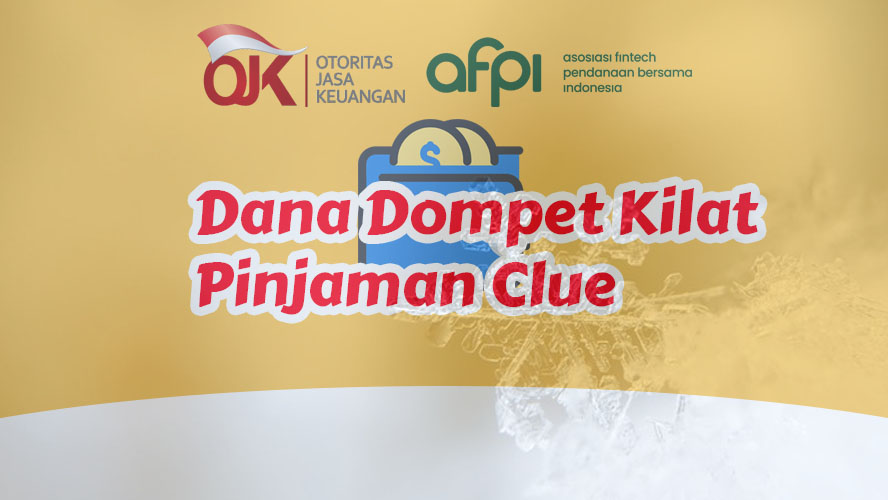 OJK OTORITAS
JASA
KEUANGAN
afpi asosiasi fintech
pendanaan bersama
indonesia
$
Dana Dompet Kilat
Pinjaman Clue